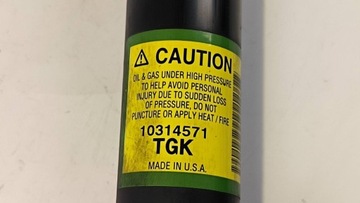 ⚠ CAUTION
OIL & GAS UNDER HIGH PRESSURE
TO HELP AVOID PERSONAL
INJURY DUE TO SUDDEN LOSS
OF PRESSURE, DO NOT
PUNCTURE OR APPLY HEAT / FIRE
10314571
TGK
MADE IN U.S.A.